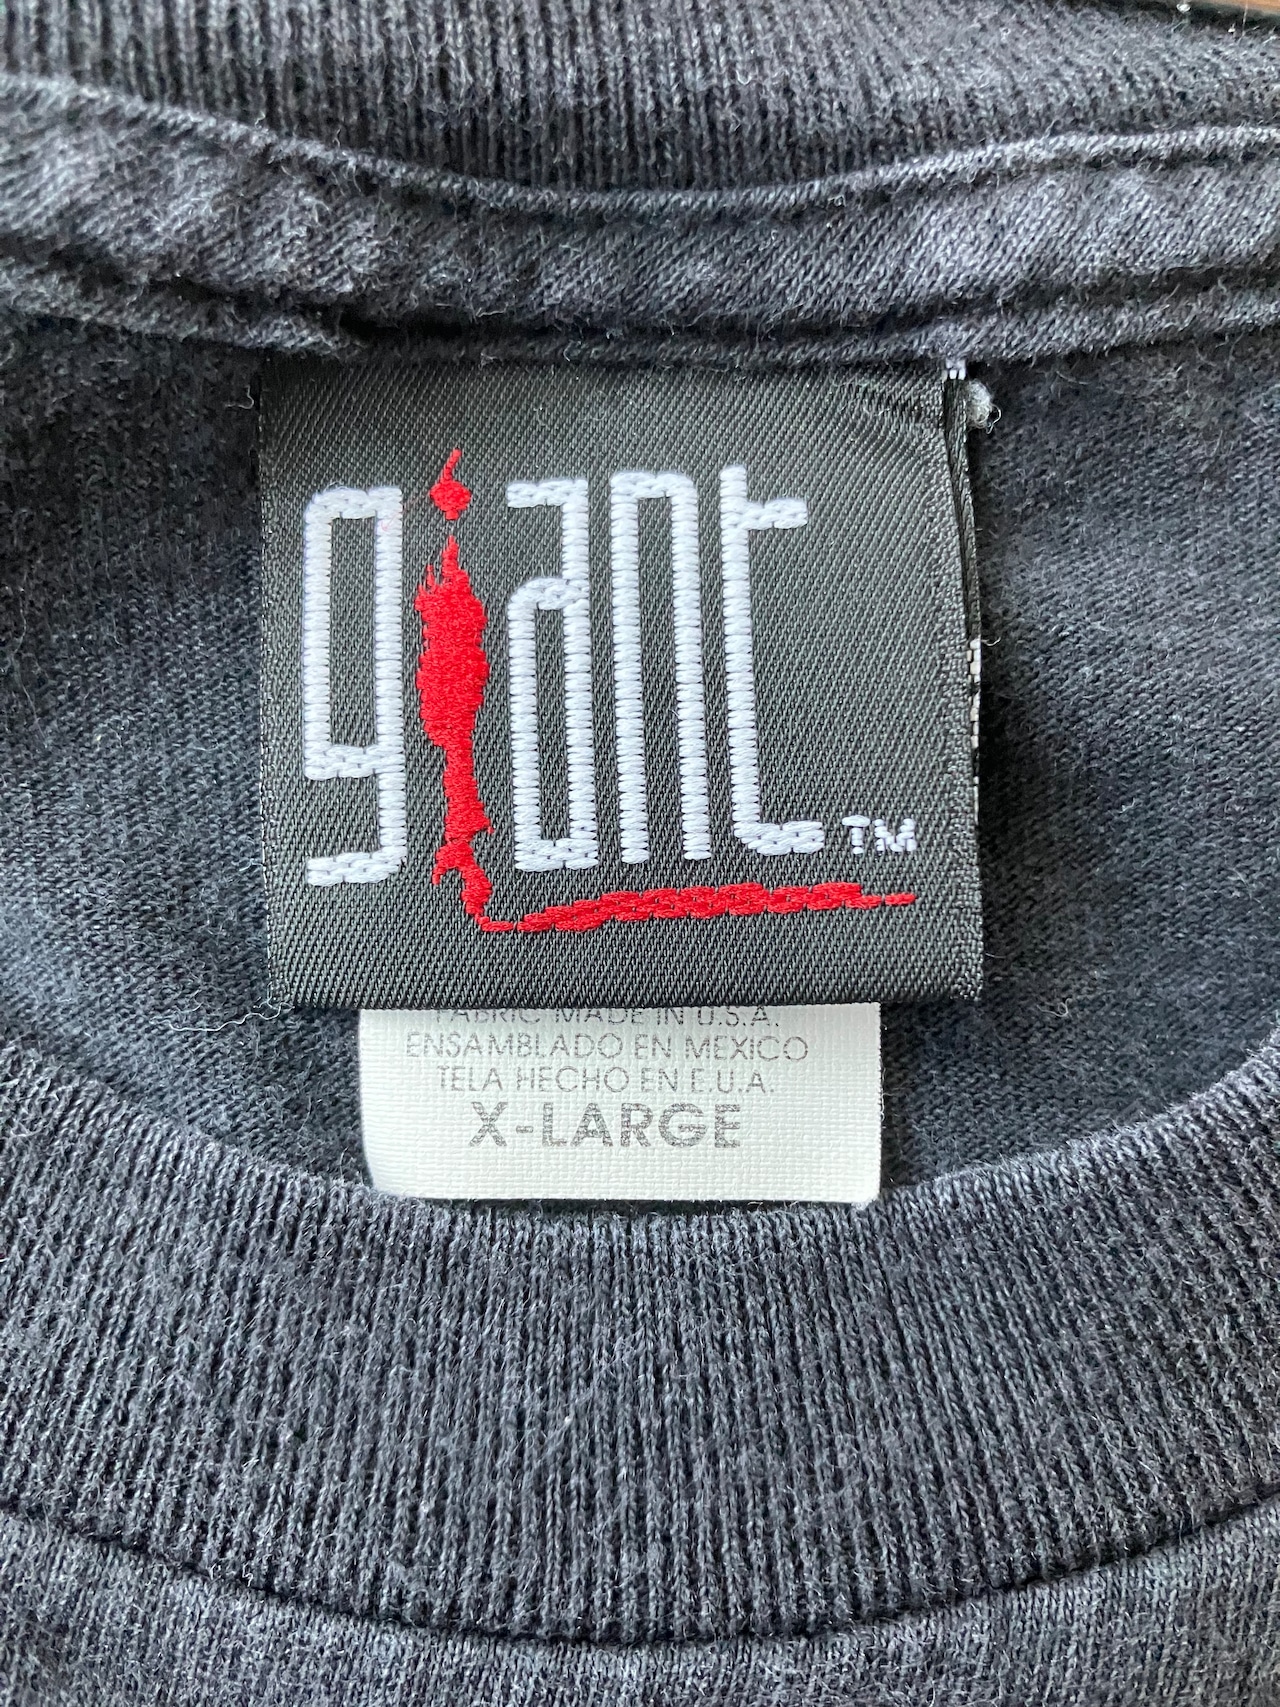 giant™
FABRIC MADE IN U.S.A.
ENSAMBLADO EN MEXICO
TELA HECHO EN E.U.A.
X-LARGE